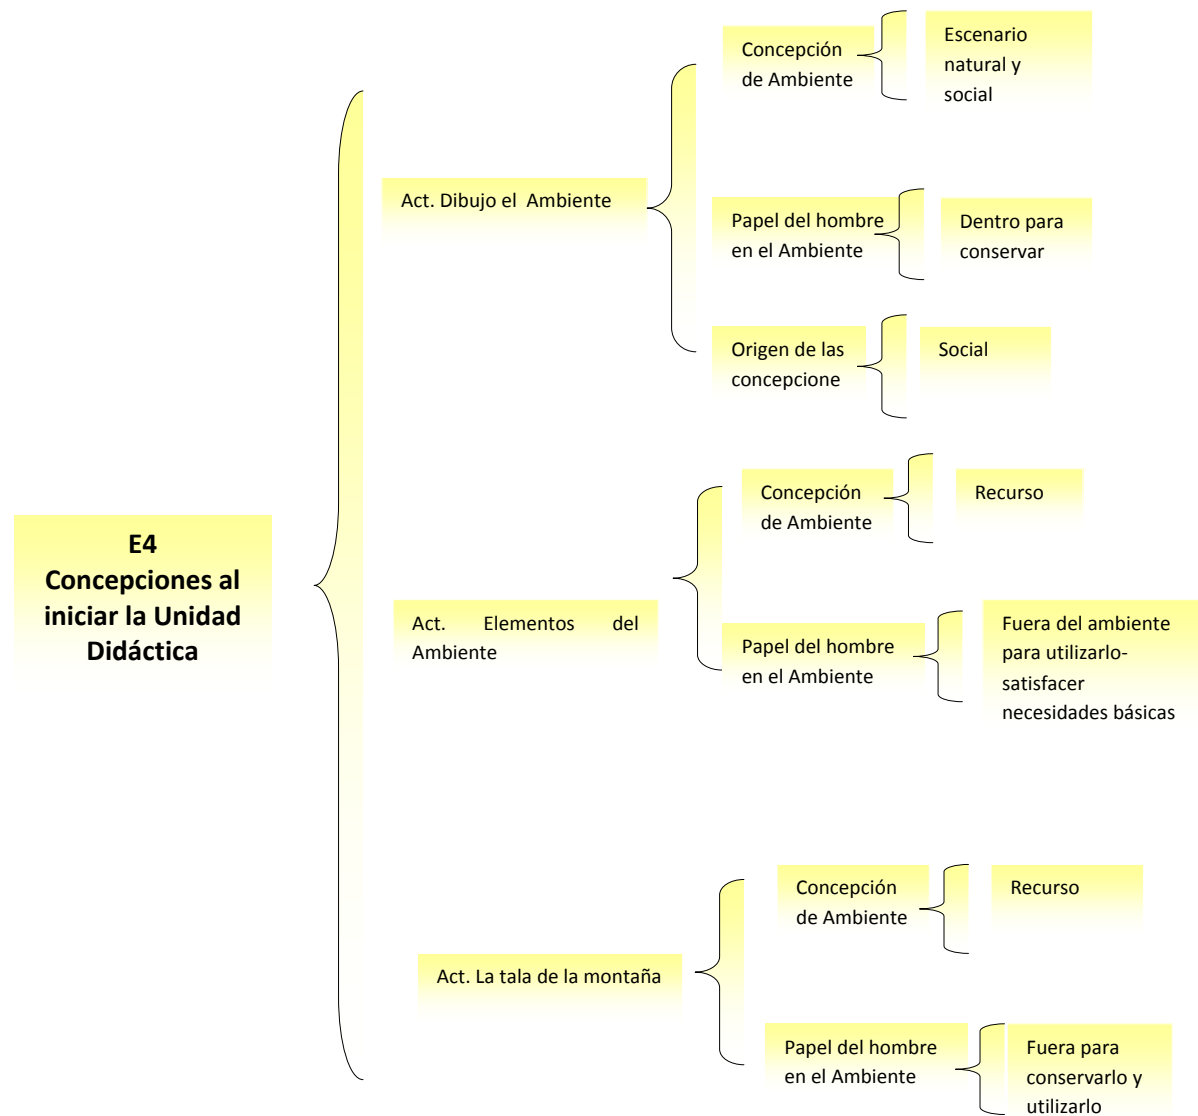 E4
Concepciones al
iniciar la Unidad
Didáctica
Act. Dibujo el Ambiente
Concepción
de Ambiente
Escenario
natural y
social
Papel del hombre
en el Ambiente
Dentro para
conservar
Origen de las
concepcione
Social
Act. Elementos del
Ambiente
Concepción
de Ambiente
Recurso
Papel del hombre
en el Ambiente
Fuera del ambiente
para utilizarlo-
satisfacer
necesidades básicas
Act. La tala de la montaña
Concepción
de Ambiente
Recurso
Papel del hombre
en el Ambiente
Fuera para
conservarlo y
utilizarlo